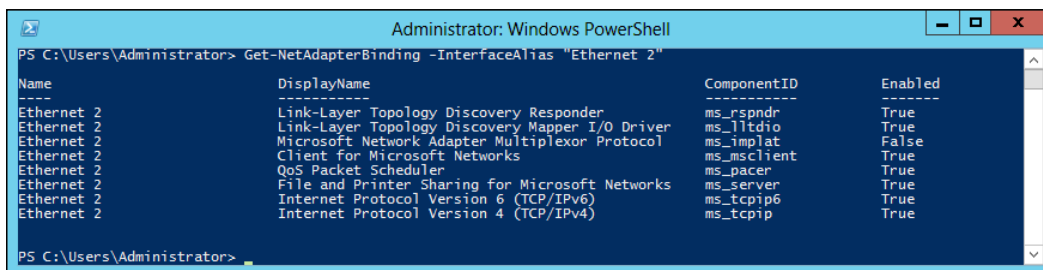 Administrator: Windows PowerShell
PS C:\Users\Administrator> Get-NetAdapterBinding -InterfaceAlias "Ethernet 2"
Name DisplayName ComponentID Enabled
---- ----------- ----------- -------
Ethernet 2 Link-Layer Topology Discovery Responder ms_rspndr True
Ethernet 2 Link-Layer Topology Discovery Mapper I/O Driver ms_lltdio True
Ethernet 2 Microsoft Network Adapter Multiplexor Protocol ms_implat False
Ethernet 2 Client for Microsoft Networks ms_msclient True
Ethernet 2 QoS Packet Scheduler ms_pacer True
Ethernet 2 File and Printer Sharing for Microsoft Networks ms_server True
Ethernet 2 Internet Protocol Version 6 (TCP/IPv6) ms_tcpip6 True
Ethernet 2 Internet Protocol Version 4 (TCP/IPv4) ms_tcpip True
PS C:\Users\Administrator> _